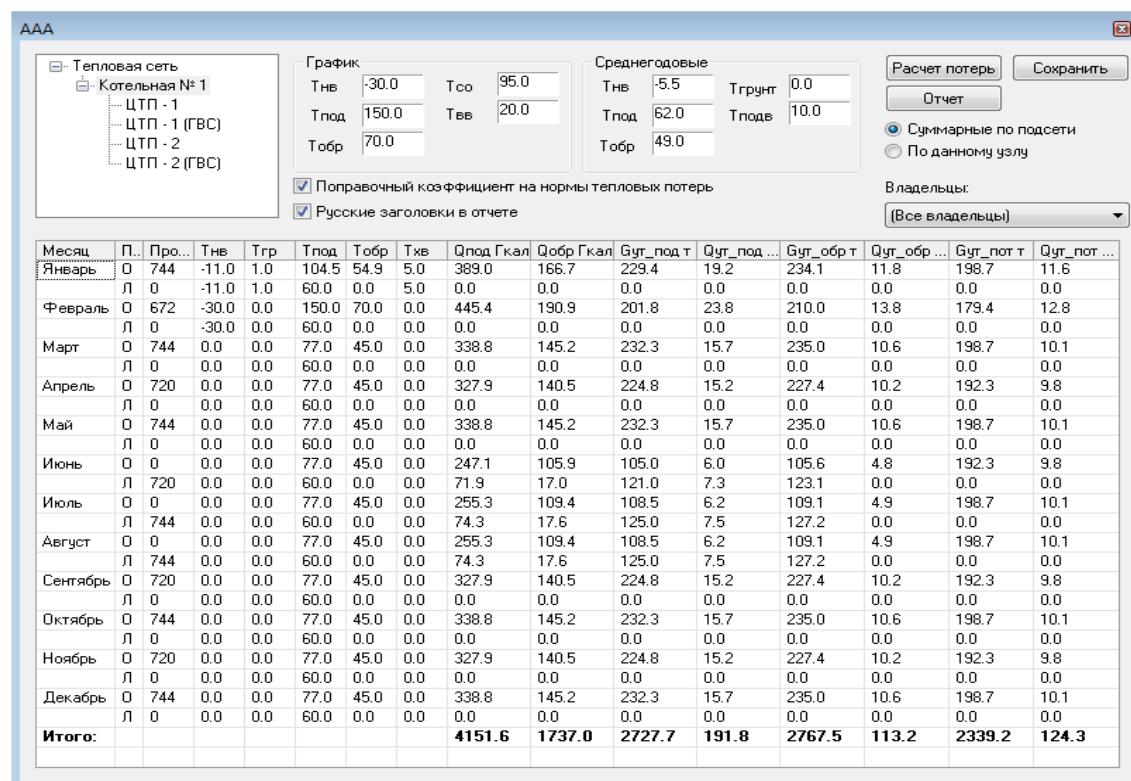 AAA
Тепловая сеть
Котельная № 1
ЦТП - 1
ЦТП - 1 (ГВС)
ЦТП - 2
ЦТП - 2 (ГВС)
График
Тнв -30.0 Тсо 95.0
Тпод 150.0 Твв 20.0
Тобр 70.0
Среднегодовые
Тнв -5.5 Тгрунт 0.0
Тпод 62.0 Тподв 10.0
Тобр 49.0
Расчет потерь Сохранить
Отчет
Суммарные по подсети
По данному узлу
Поправочный коэффициент на нормы тепловых потерь
Русские заголовки в отчете
Владельцы:
(Все владельцы)
Месяц П.. Про... Тнв Тгр Тпод Тобр Тхв Qпод Гкал Qобр Гкал Gут_под т Qут_под ... Gут_обр т Qут_обр ... Gут_пот т Qут_пот ...
Январь О 744 -11.0 1.0 104.5 54.9 5.0 389.0 166.7 229.4 19.2 234.1 11.8 198.7 11.6
Л 0 -11.0 1.0 60.0 0.0 5.0 0.0 0.0 0.0 0.0 0.0 0.0 0.0 0.0
Февраль О 672 -30.0 0.0 150.0 70.0 0.0 445.4 190.9 201.8 23.8 210.0 13.8 179.4 12.8
Л 0 -30.0 0.0 60.0 0.0 0.0 0.0 0.0 0.0 0.0 0.0 0.0 0.0 0.0
Март О 744 0.0 0.0 77.0 45.0 0.0 338.8 145.2 232.3 15.7 235.0 10.6 198.7 10.1
Л 0 0.0 0.0 60.0 0.0 0.0 0.0 0.0 0.0 0.0 0.0 0.0 0.0 0.0
Апрель О 720 0.0 0.0 77.0 45.0 0.0 327.9 140.5 224.8 15.2 227.4 10.2 192.3 9.8
Л 0 0.0 0.0 60.0 0.0 0.0 0.0 0.0 0.0 0.0 0.0 0.0 0.0 0.0
Май О 744 0.0 0.0 77.0 45.0 0.0 338.8 145.2 232.3 15.7 235.0 10.6 198.7 10.1
Л 0 0.0 0.0 60.0 0.0 0.0 0.0 0.0 0.0 0.0 0.0 0.0 0.0 0.0
Июнь О 0 0.0 0.0 77.0 45.0 0.0 247.1 105.9 105.0 6.0 105.6 4.8 192.3 9.8
Л 720 0.0 0.0 60.0 0.0 0.0 71.9 17.0 121.0 7.3 123.1 0.0 0.0 0.0
Июль О 0 0.0 0.0 77.0 45.0 0.0 255.3 109.4 108.5 6.2 109.1 4.9 198.7 10.1
Л 744 0.0 0.0 60.0 0.0 0.0 74.3 17.6 125.0 7.5 127.2 0.0 0.0 0.0
Август О 0 0.0 0.0 77.0 45.0 0.0 255.3 109.4 108.5 6.2 109.1 4.9 198.7 10.1
Л 744 0.0 0.0 60.0 0.0 0.0 74.3 17.6 125.0 7.5 127.2 0.0 0.0 0.0
Сентябрь О 720 0.0 0.0 77.0 45.0 0.0 327.9 140.5 224.8 15.2 227.4 10.2 192.3 9.8
Л 0 0.0 0.0 60.0 0.0 0.0 0.0 0.0 0.0 0.0 0.0 0.0 0.0 0.0
Октябрь О 744 0.0 0.0 77.0 45.0 0.0 338.8 145.2 232.3 15.7 235.0 10.6 198.7 10.1
Л 0 0.0 0.0 60.0 0.0 0.0 0.0 0.0 0.0 0.0 0.0 0.0 0.0 0.0
Ноябрь О 720 0.0 0.0 77.0 45.0 0.0 327.9 140.5 224.8 15.2 227.4 10.2 192.3 9.8
Л 0 0.0 0.0 60.0 0.0 0.0 0.0 0.0 0.0 0.0 0.0 0.0 0.0 0.0
Декабрь О 744 0.0 0.0 77.0 45.0 0.0 338.8 145.2 232.3 15.7 235.0 10.6 198.7 10.1
Л 0 0.0 0.0 60.0 0.0 0.0 0.0 0.0 0.0 0.0 0.0 0.0 0.0 0.0
Итого: 4151.6 1737.0 2727.7 191.8 2767.5 113.2 2339.2 124.3